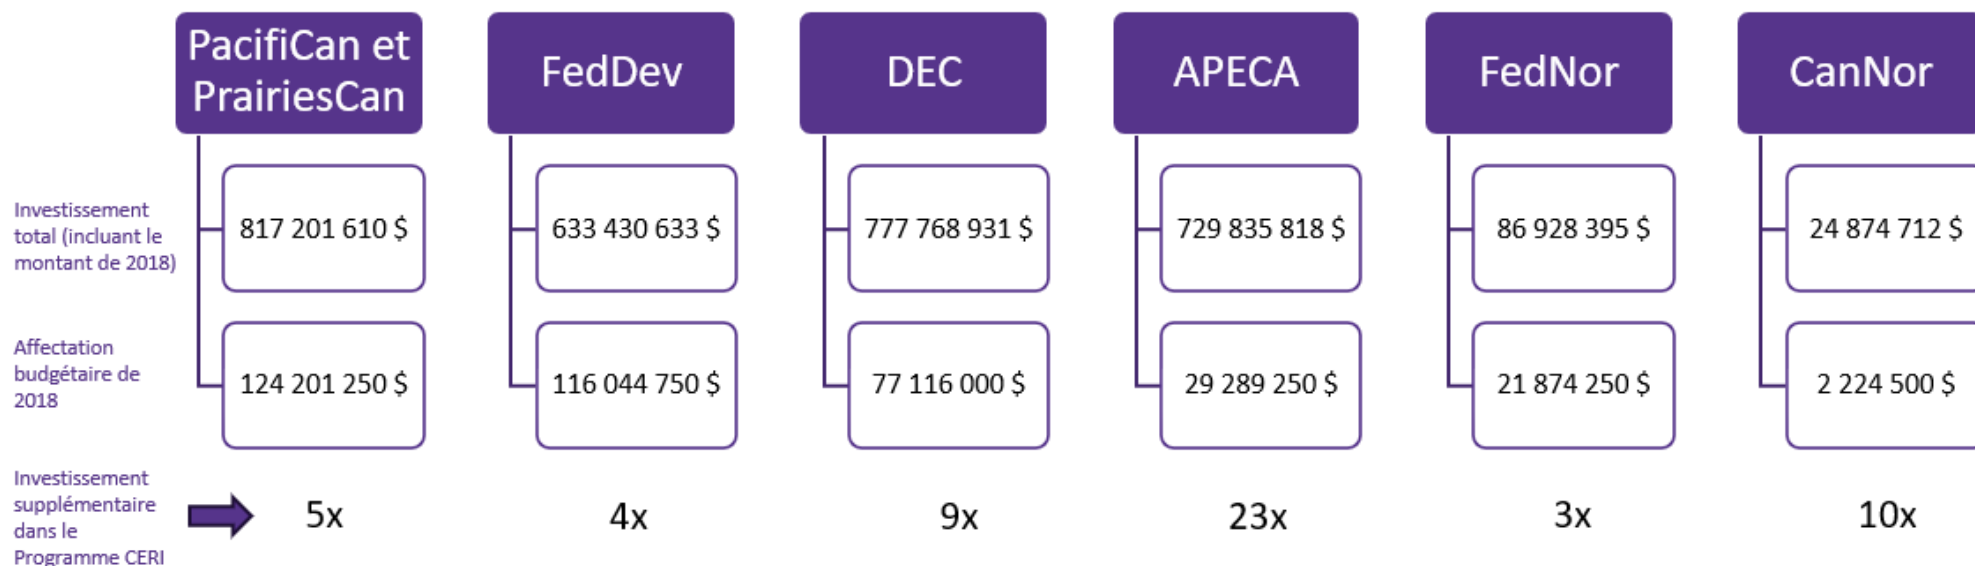 PacifiCan et
PrairiesCan
FedDev
DEC
APECA
FedNor
CanNor
Investissement
total (incluant le
montant de 2018)
817 201 610 $
633 430 633 $
777 768 931 $
729 835 818 $
86 928 395 $
24 874 712 $
Affectation
budgétaire de
2018
124 201 250 $
116 044 750 $
77 116 000 $
29 289 250 $
21 874 250 $
2 224 500 $
Investissement
supplémentaire
dans le
Programme CERI
5x
4x
9x
23x
3x
10x